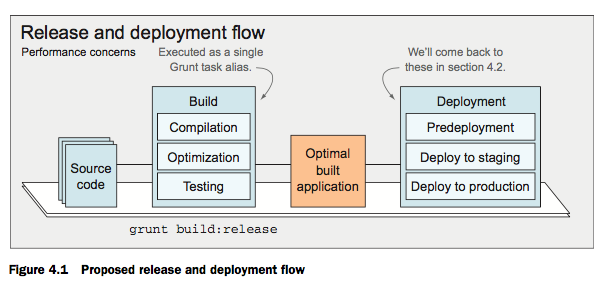 Release and deployment flow
Performance concerns
Executed as a single
Grunt task alias.
We'll come back to
these in section 4.2.
Build
Compilation
Optimization
Testing
Deployment
Predeployment
Deploy to staging
Deploy to production
Source
code
Optimal
built
application
grunt build:release
Figure 4.1 Proposed release and deployment flow